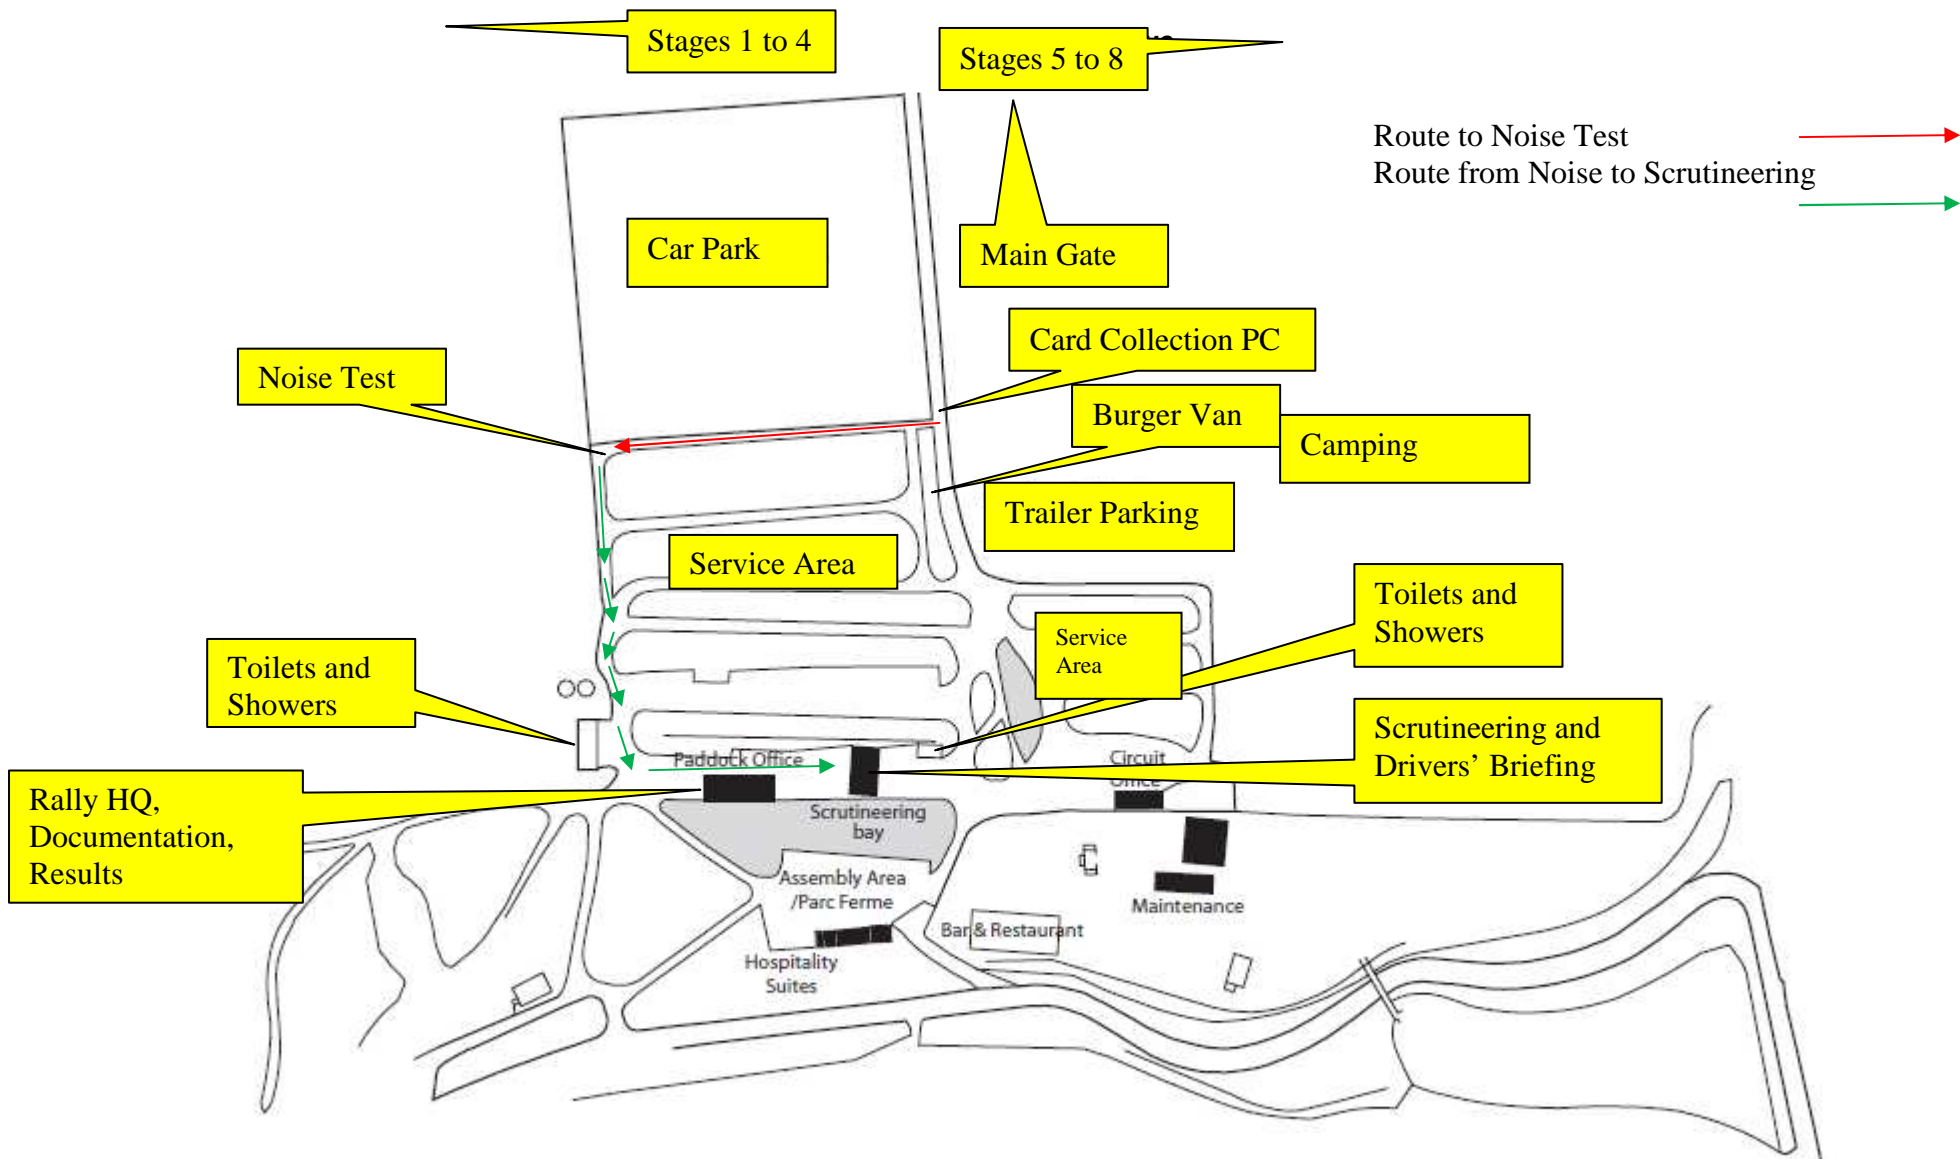 Stages 1 to 4
Stages 5 to 8
Route to Noise Test
Route from Noise to Scrutineering
Car Park
Main Gate
Card Collection PC
Noise Test
Burger Van
Camping
Trailer Parking
Service Area
Toilets and
Showers
Service
Area
Toilets and
Showers
Scrutineering and
Drivers' Briefing
Paddock Office
Circuit
Office
Rally HQ,
Documentation,
Results
Scrutineering
bay
Assembly Area
/Parc Ferme
Maintenance
Bar & Restaurant
Hospitality
Suites